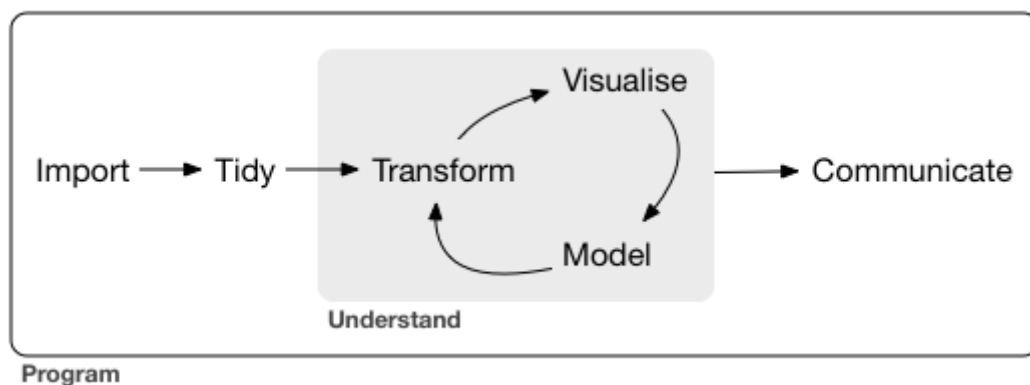 Visualise
Import
Tidy
Transform
Communicate
Model
Understand
Program